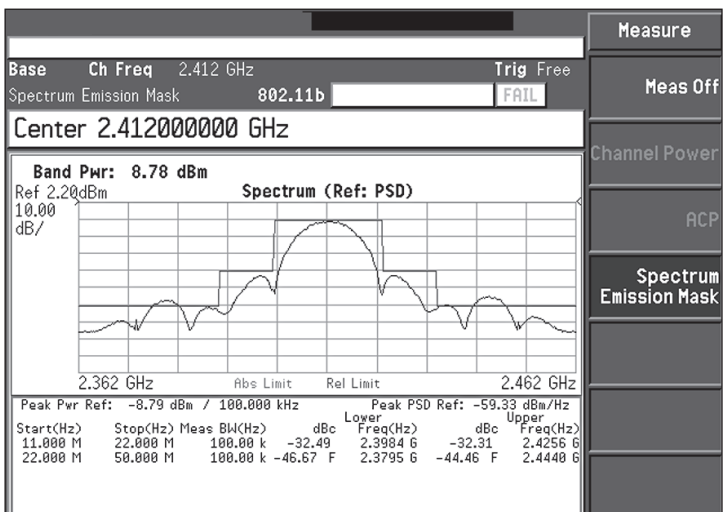 Measure
Base Ch Freq 2.412 GHz Trig Free
Spectrum Emission Mask 802.11b FAIL
Meas Off
Center 2.412000000 GHz
Channel Power
Band Pwr: 8.78 dBm
Ref 2.20dBm Spectrum (Ref: PSD)
10.00
dB/
ACP
Spectrum
Emission Mask
2.362 GHz Abs Limit Rel Limit 2.462 GHz
Peak Pwr Ref: -8.79 dBm / 100.000 kHz Peak PSD Ref: -59.33 dBm/Hz
Lower Upper
Start(Hz) Stop(Hz) Meas BW(Hz) dBc Freq(Hz) dBc Freq(Hz)
11.000 M 22.000 M 100.00 k -32.49 2.3984 G -32.31 2.4256 G
22.000 M 50.000 M 100.00 k -46.67 F 2.3795 G -44.46 F 2.4440 G